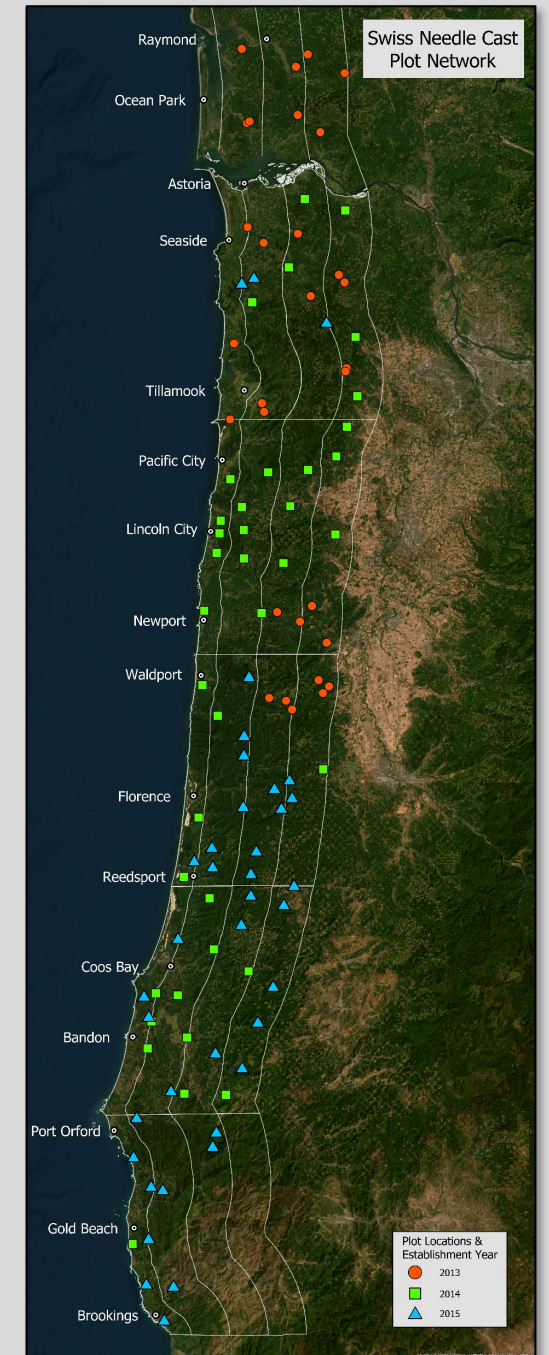 Swiss Needle Cast
Plot Network
Raymond
Ocean Park
Astoria
Seaside
Tillamook
Pacific City
Lincoln City
Newport
Waldport
Florence
Reedsport
Coos Bay
Bandon
Port Orford
Gold Beach
Brookings
Plot Locations &
Establishment Year
2013
2014
2015